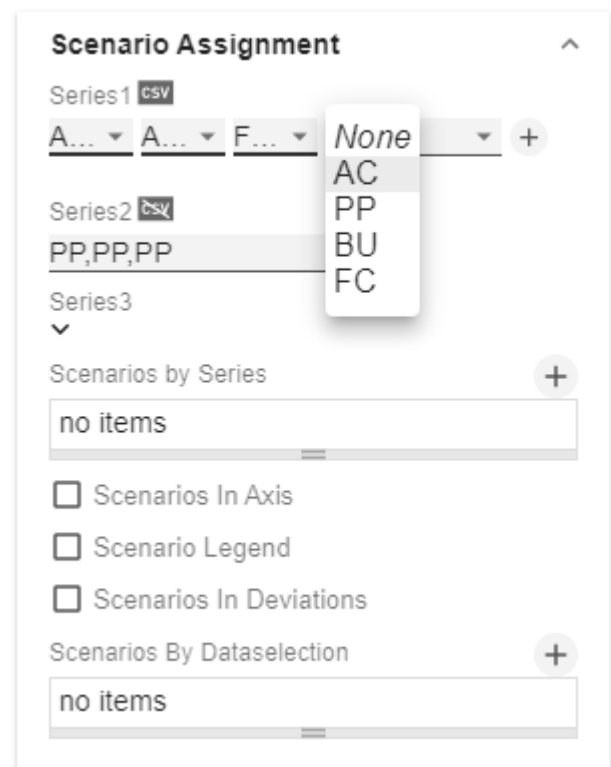 Scenario Assignment
Series1 CSV
A... A... F... None
AC
PP
BU
FC
Series2 CSV
PP,PP,PP
Series3
Scenarios by Series
no items
Scenarios In Axis
Scenario Legend
Scenarios In Deviations
Scenarios By Dataselection
no items